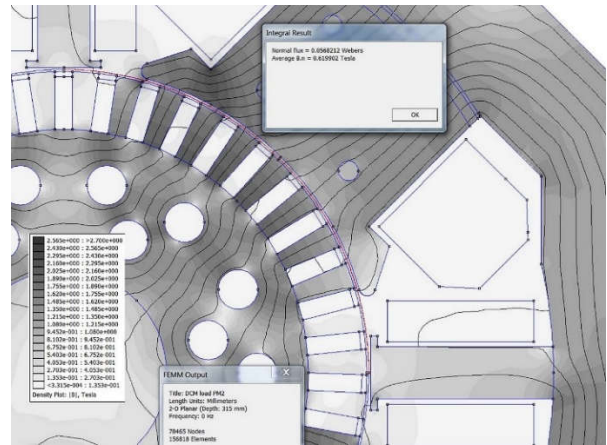 Integral Result
Normal flux = 0.0560212 Webers
Average B.n = 0.619902 Tesla
OK
2.565e+000 : >2.700e+000
2.430e+000 : 2.565e+000
2.295e+000 : 2.430e+000
2.160e+000 : 2.295e+000
2.025e+000 : 2.160e+000
1.890e+000 : 2.025e+000
1.755e+000 : 1.890e+000
1.620e+000 : 1.755e+000
1.485e+000 : 1.620e+000
1.350e+000 : 1.485e+000
1.215e+000 : 1.350e+000
1.080e+000 : 1.215e+000
9.452e-001 : 1.080e+000
8.102e-001 : 9.452e-001
6.752e-001 : 8.102e-001
5.403e-001 : 6.752e-001
4.053e-001 : 5.403e-001
2.703e-001 : 4.053e-001
1.353e-001 : 2.703e-001
<3.315e-004 : 1.353e-001
Density Plot: |B|, Tesla
FEMM Output
X
Title: DCM load PM2
Length Units: Millimeters
2-D Planar (Depth: 315 mm)
Frequency: 0 Hz
78465 Nodes
156818 Elements